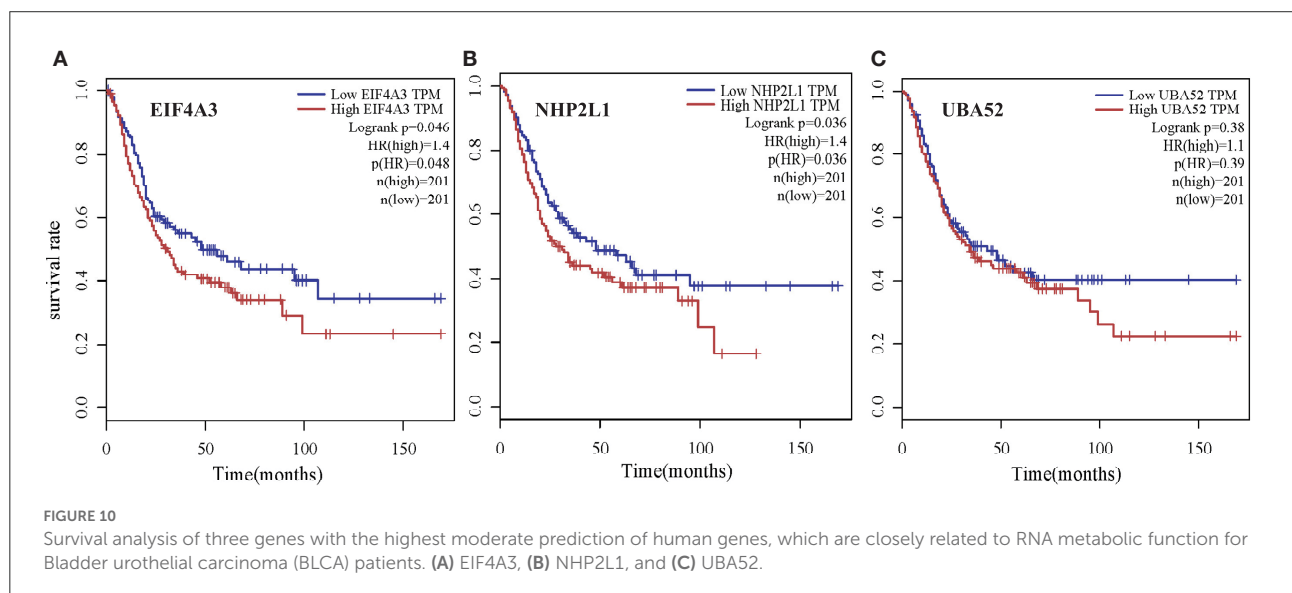 A
EIF4A3
Low EIF4A3 TPM
High EIF4A3 TPM
Logrank p=0.046
HR(high)=1.4
p(HR)=0.048
n(high)=201
n(low)=201
survival rate
1.0
0.8
0.6
0.4
0.2
0.0
0 50 100 150
Time(months)
B
NHP2L1
Low NHP2L1 TPM
High NHP2L1 TPM
Logrank p=0.036
HR(high)=1.4
p(HR)=0.036
n(high)=201
n(low)=201
1.0
0.8
0.6
0.4
0.2
0.0
0 50 100 150
Time(months)
C
UBA52
Low UBA52 TPM
High UBA52 TPM
Logrank p=0.38
HR(high)=1.1
p(HR)=0.39
n(high)=201
n(low)=201
1.0
0.8
0.6
0.4
0.2
0.0
0 50 100 150
Time(months)
FIGURE 10
Survival analysis of three genes with the highest moderate prediction of human genes, which are closely related to RNA metabolic function for
Bladder urothelial carcinoma (BLCA) patients. (A) EIF4A3, (B) NHP2L1, and (C) UBA52.